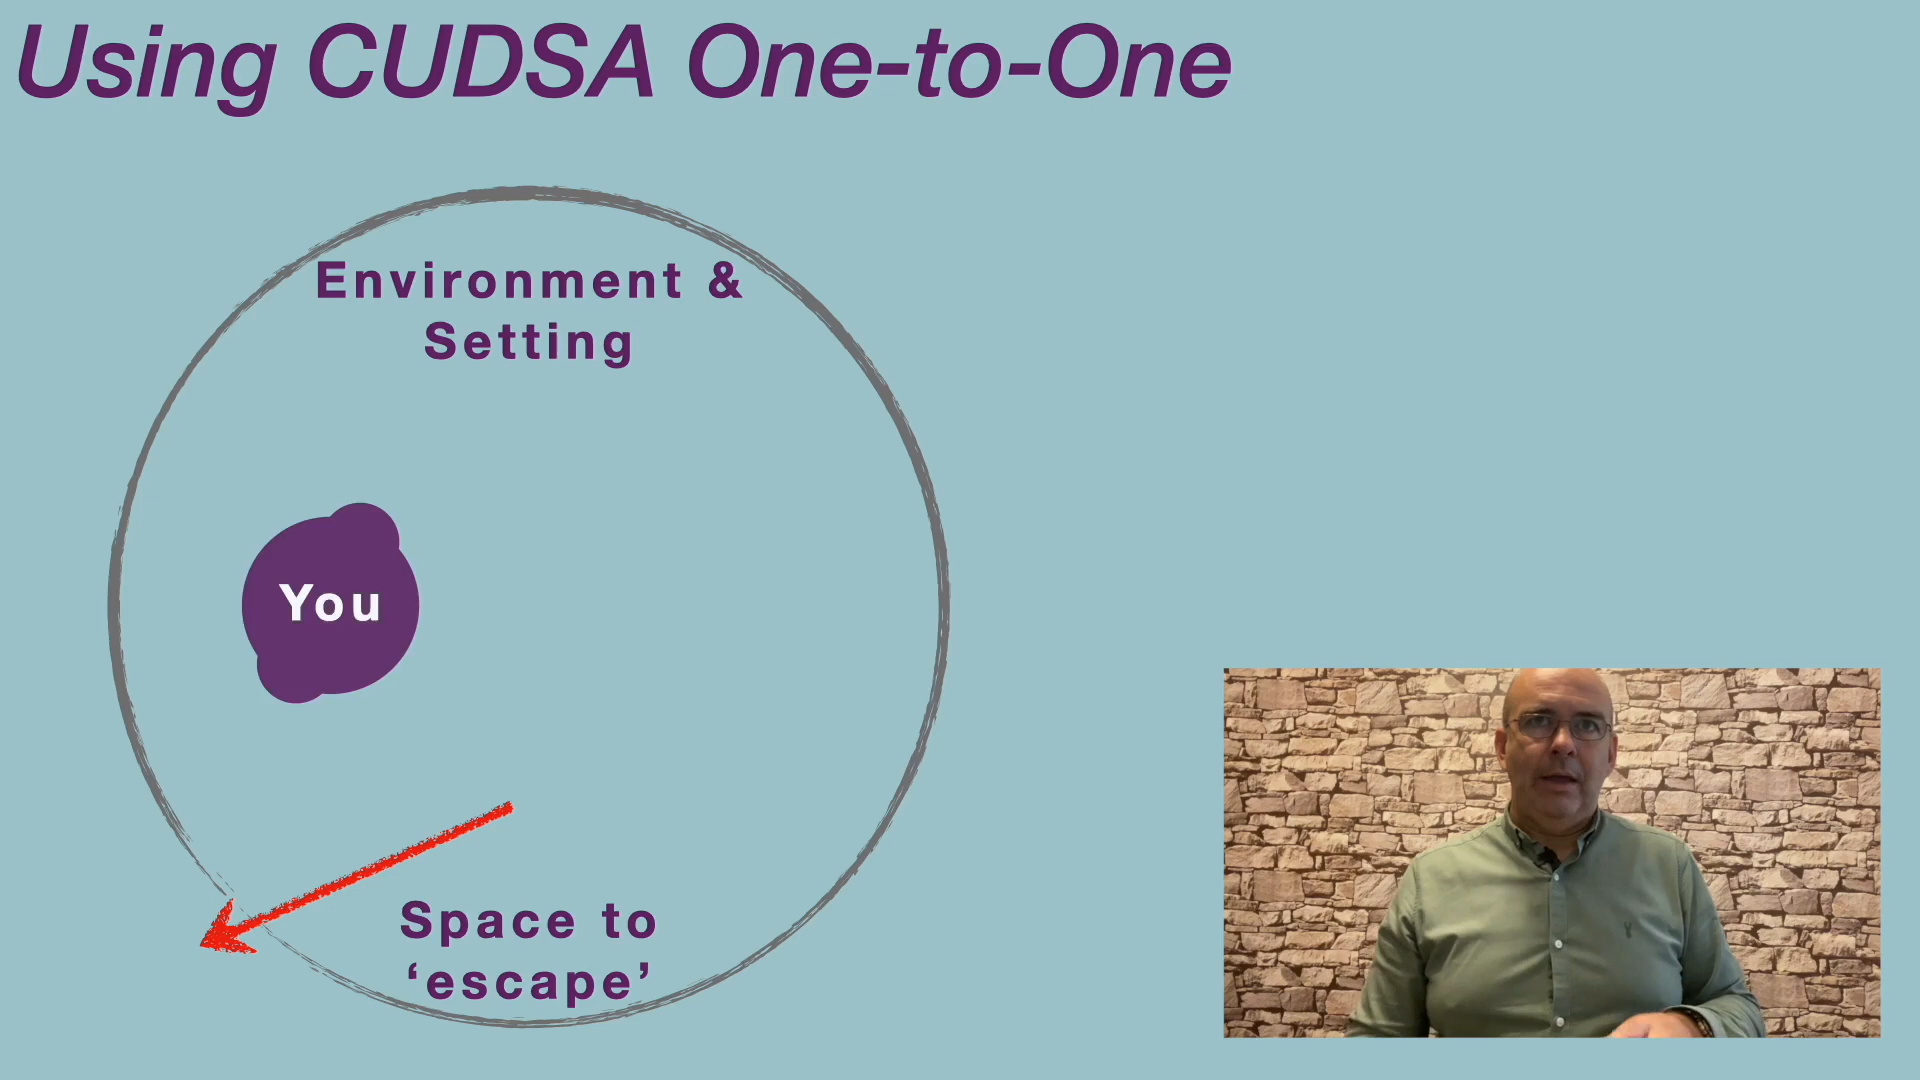 Using CUDSA One-to-One
Environment &
Setting
You
Space to
‘escape’